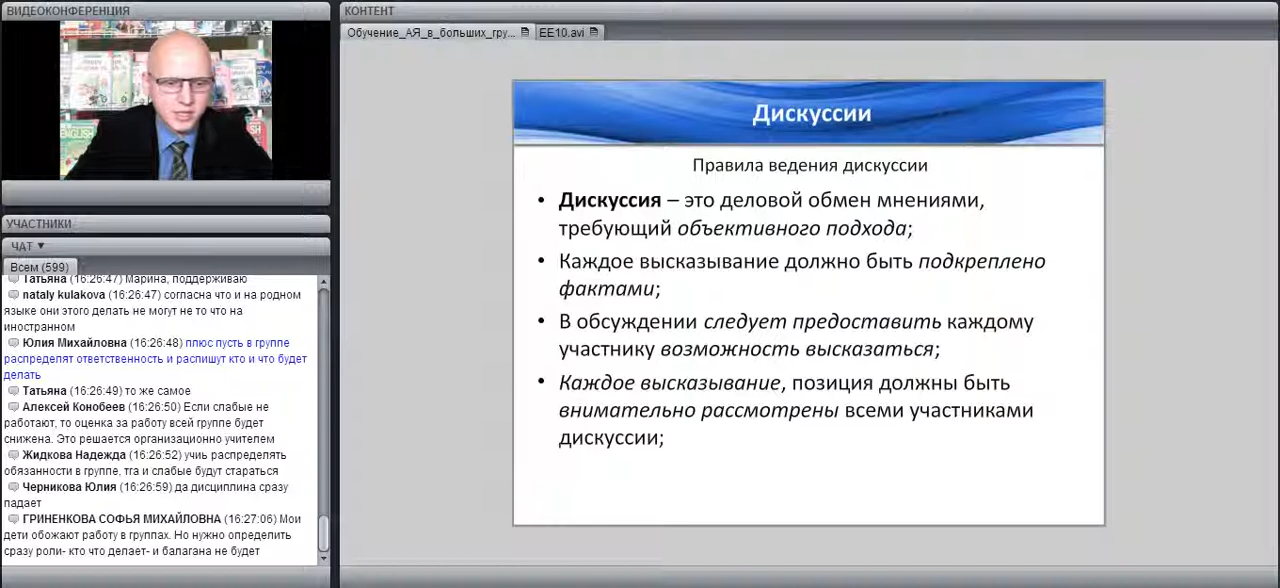 ВИДЕОКОНФЕРЕНЦИЯ
ENGLISH
УЧАСТНИКИ
ЧАТ
Всем (599)
Татьяна (16:26:47) Марина, поддерживаю
nataly kulakova (16:26:47) согласна что и на родном
языке они этого делать не могут не то что на
иностранном
Юлия Михайловна (16:26:48) плюс пусть в группе
распределят ответственность и распишут кто и что будет
делать
Татьяна (16:26:49) то же самое
Алексей Конобеев (16:26:50) Если слабые не
работают, то оценка за работу всей группе будет
снижена. Это решается организационно учителем
Жидкова Надежда (16:26:52) учиь распределять
обязанности в группе, тга и слабые будут стараться
Черникова Юлия (16:26:59) да дисциплина сразу
падает
ГРИНЕНКОВА СОФЬЯ МИХАЙЛОВНА (16:27:06) Мои
дети обожают работу в группах. Но нужно определить
сразу роли- кто что делает- и балагана не будет
КОНТЕНТ
Обучение_АЯ_в_больших_гру...
EE10.avi
Дискуссии
Правила ведения дискуссии
• Дискуссия – это деловой обмен мнениями,
требующий объективного подхода;
• Каждое высказывание должно быть подкреплено
фактами;
• В обсуждении следует предоставить каждому
участнику возможность высказаться;
• Каждое высказывание, позиция должны быть
внимательно рассмотрены всеми участниками
дискуссии;